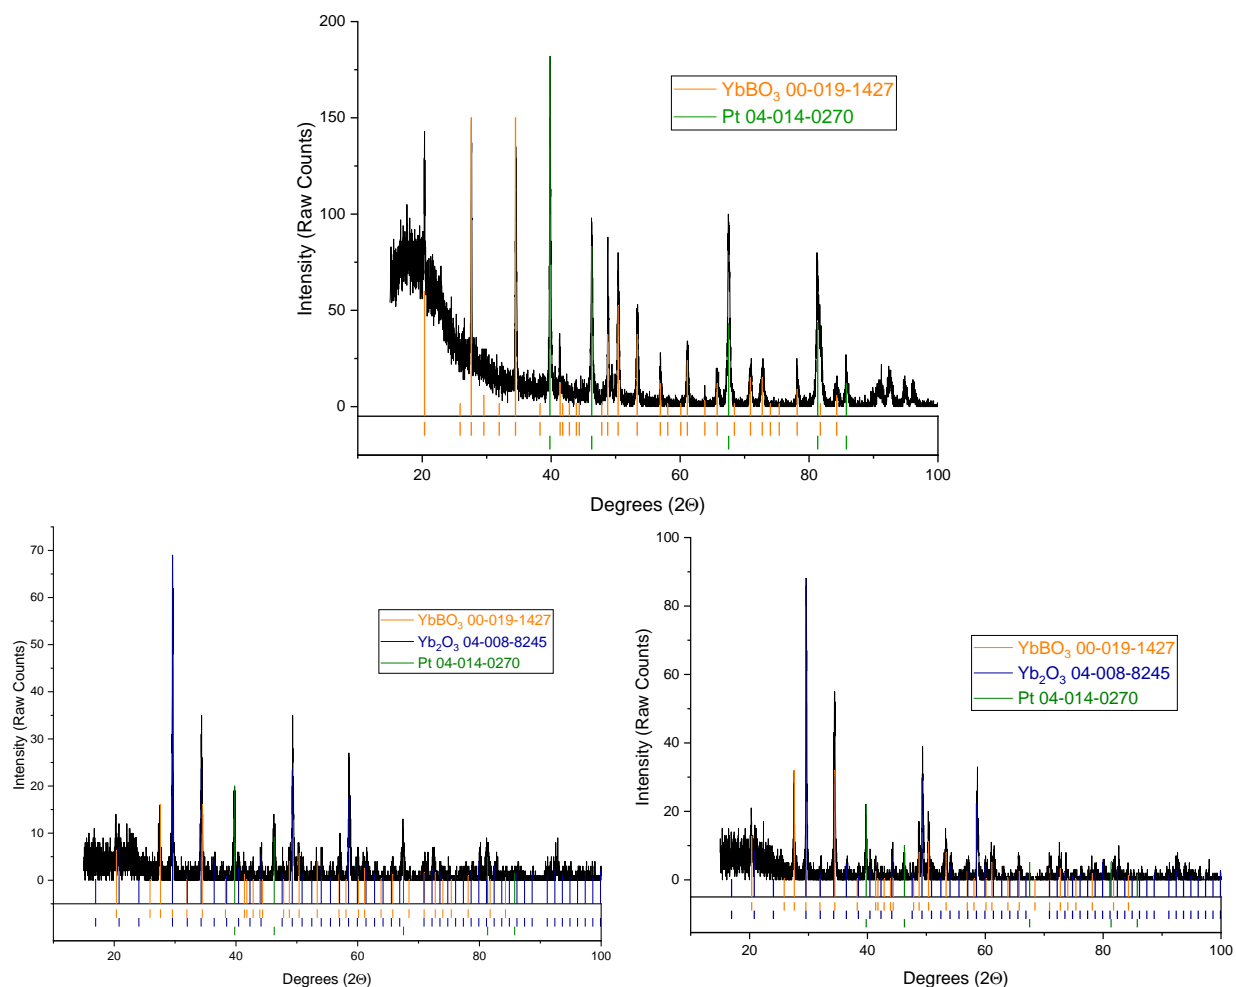 200
150
100
50
0
Intensity (Raw Counts)
YbBO₃ 00-019-1427
Pt 04-014-0270
20 40 60 80 100
Degrees (2Θ)
70
60
50
40
30
20
10
0
Intensity (Raw Counts)
YbBO₃ 00-019-1427
Yb₂O₃ 04-008-8245
Pt 04-014-0270
20 40 60 80 100
Degrees (2Θ)
100
80
60
40
20
0
Intensity (Raw Counts)
YbBO₃ 00-019-1427
Yb₂O₃ 04-008-8245
Pt 04-014-0270
20 40 60 80 100
Degrees (2Θ)